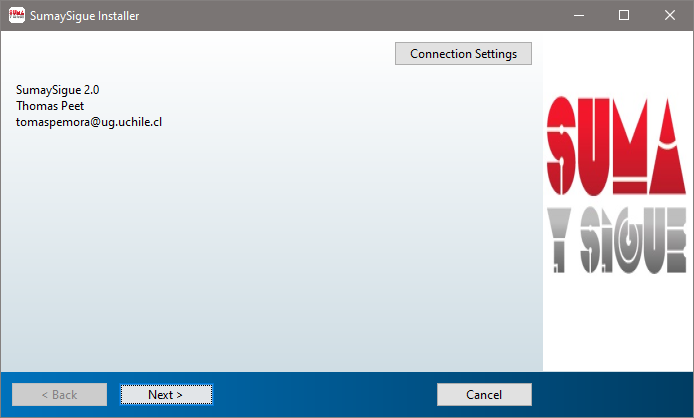 SumaySigue Installer
Connection Settings
SumaySigue 2.0
Thomas Peet
tomaspemora@ug.uchile.cl
SUMA
Y SIGUE
< Back
Next >
Cancel